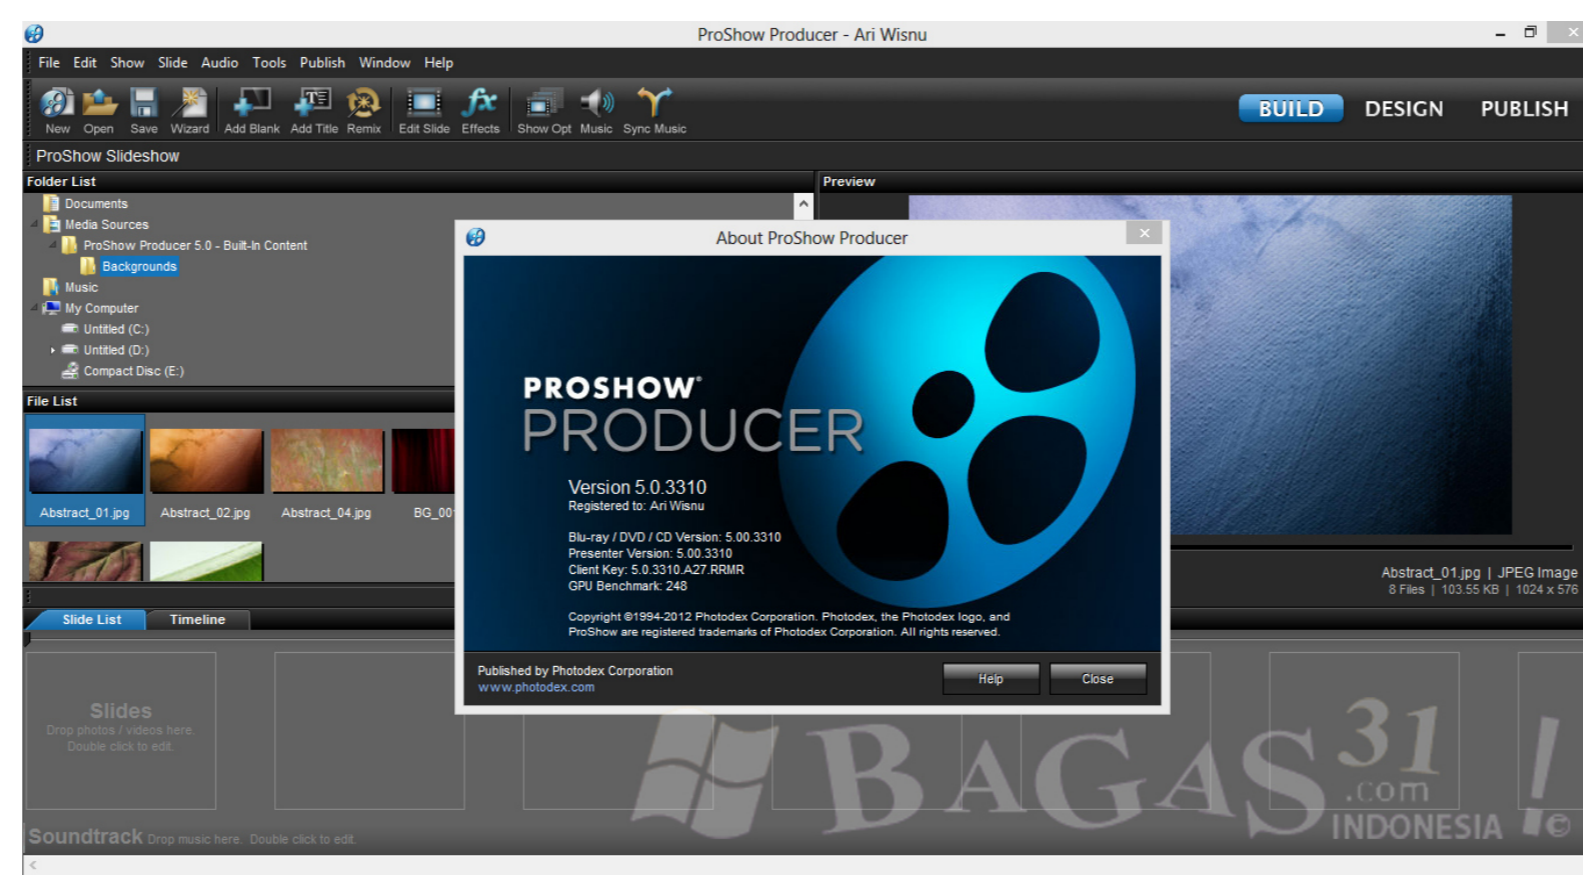 ProShow Producer - Ari Wisnu
File Edit Show Slide Audio Tools Publish Window Help
New Open Save Wizard Add Blank Add Title Remix Edit Slide Effects Show Opt Music Sync Music
BUILD DESIGN PUBLISH
ProShow Slideshow
Folder List
Documents
Media Sources
ProShow Producer 5.0 - Built-In Content
Backgrounds
Music
My Computer
Untitled (C:)
Untitled (D:)
Compact Disc (E:)
File List
Abstract_01.jpg Abstract_02.jpg Abstract_04.jpg BG_00
Preview
Abstract_01.jpg | JPEG Image
8 Files | 103.55 KB | 1024 x 576
About ProShow Producer
PROSHOW®
PRODUCER
Version 5.0.3310
Registered to: Ari Wisnu
Blu-ray / DVD / CD Version: 5.00.3310
Presenter Version: 5.00.3310
Client Key: 5.0.3310.A27.RRMR
GPU Benchmark: 248
Copyright ©1994-2012 Photodex Corporation. Photodex, the Photodex logo, and
ProShow are registered trademarks of Photodex Corporation. All rights reserved.
Published by Photodex Corporation
www.photodex.com
Help Close
Slide List Timeline
Slides
Drop photos / videos here.
Double click to edit.
Soundtrack Drop music here. Double click to edit.
BAGAS31
.com
INDONESIA !©